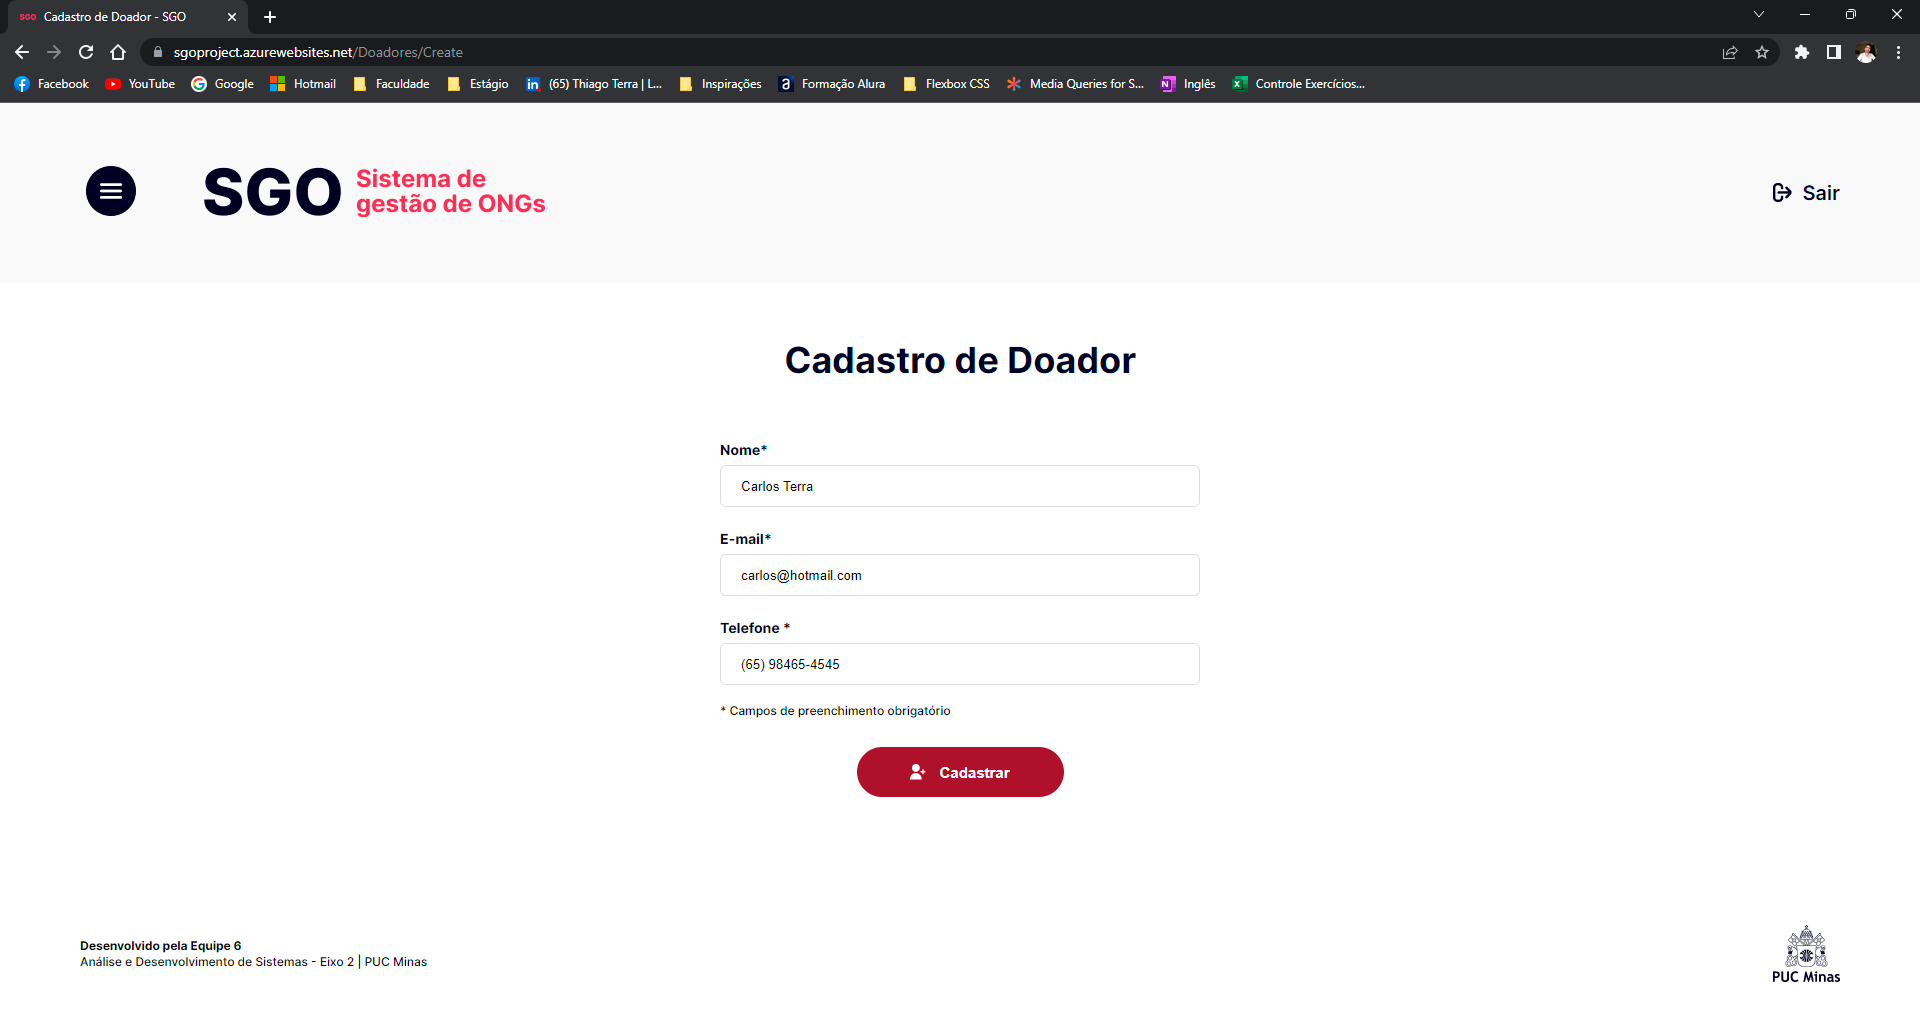 SGO Cadastro de Doador - SGO
sgoproject.azurewebsites.net/Doadores/Create
Facebook YouTube Google Hotmail Faculdade Estágio (65) Thiago Terra | L... Inspirações Formação Alura Flexbox CSS Media Queries for S... Inglês Controle Exercícios...
SGO
Sistema de
gestão de ONGs
Sair
Cadastro de Doador
Nome*
Carlos Terra
E-mail*
carlos@hotmail.com
Telefone *
(65) 98465-4545
* Campos de preenchimento obrigatório
Cadastrar
Desenvolvido pela Equipe 6
Análise e Desenvolvimento de Sistemas - Eixo 2 | PUC Minas
PUC Minas